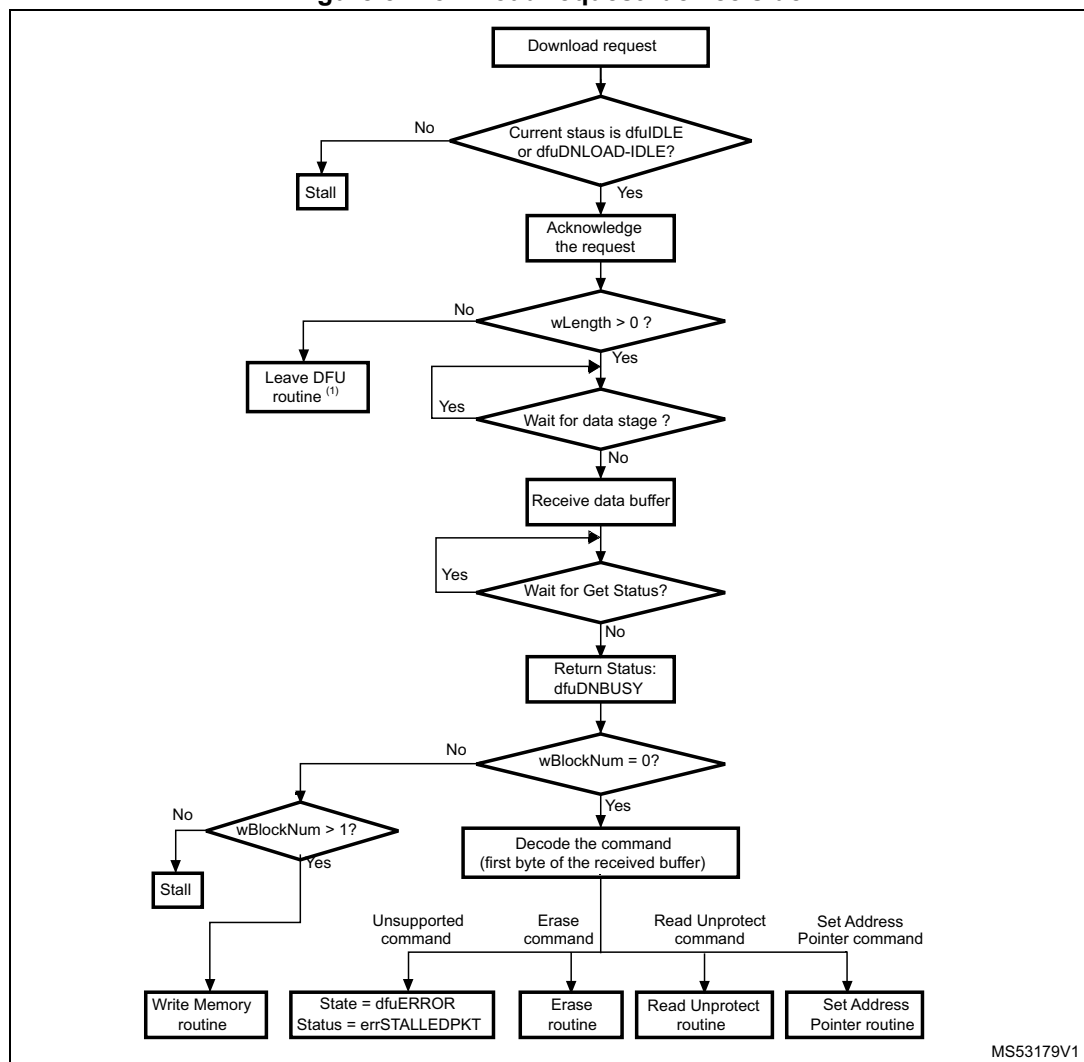 Download request
No
Current staus is dfuIDLE
or dfuDNLOAD-IDLE?
Stall
Yes
Acknowledge
the request
No
wLength > 0 ?
Yes
Leave DFU
routine (1)
Yes
Wait for data stage ?
No
Receive data buffer
Yes
Wait for Get Status?
No
Return Status:
dfuDNBUSY
No
wBlockNum = 0?
Yes
No
wBlockNum > 1?
Yes
Stall
Decode the command
(first byte of the received buffer)
Unsupported
command
Erase
command
Read Unprotect
command
Set Address
Pointer command
Write Memory
routine
State = dfuERROR
Status = errSTALLEDPKT
Erase
routine
Read Unprotect
routine
Set Address
Pointer routine
MS53179V1